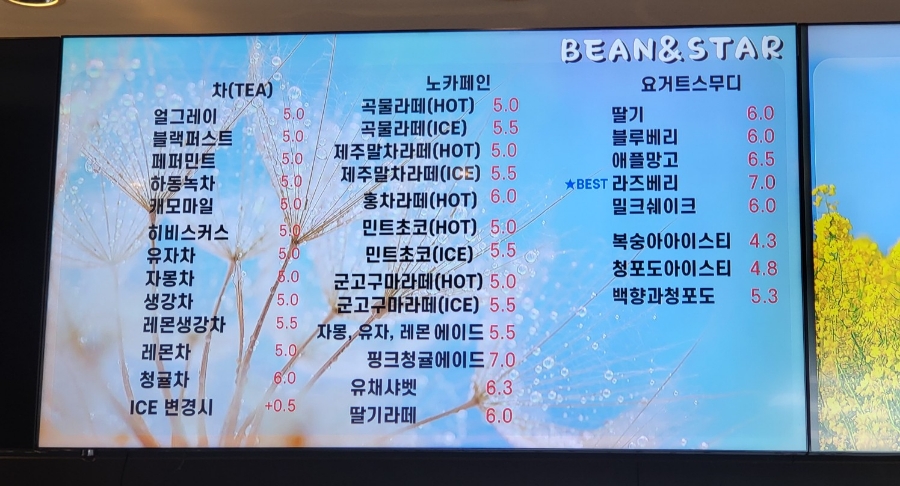 BEAN&STAR
차(TEA)
얼그레이 5.0
블랙퍼스트 5.0
페퍼민트 5.0
하동녹차 5.0
캐모마일 5.0
히비스커스 5.0
유자차 5.0
자몽차 5.0
생강차 5.0
레몬생강차 5.5
레몬차 5.0
청귤차 6.0
ICE 변경시 +0.5
노카페인
곡물라떼(HOT) 5.0
곡물라떼(ICE) 5.5
제주말차라떼(HOT) 5.0
제주말차라떼(ICE) 5.5
홍차라떼(HOT) 6.0
민트초코(HOT) 5.0
민트초코(ICE) 5.5
군고구마라떼(HOT) 5.0
군고구마라떼(ICE) 5.5
자몽, 유자, 레몬 에이드 5.5
핑크청귤에이드 7.0
유채샤벳 6.3
딸기라떼 6.0
요거트스무디
딸기 6.0
블루베리 6.0
애플망고 6.5
★BEST 라즈베리 7.0
밀크쉐이크 6.0
복숭아아이스티 4.3
청포도아이스티 4.8
백향과청포도 5.3